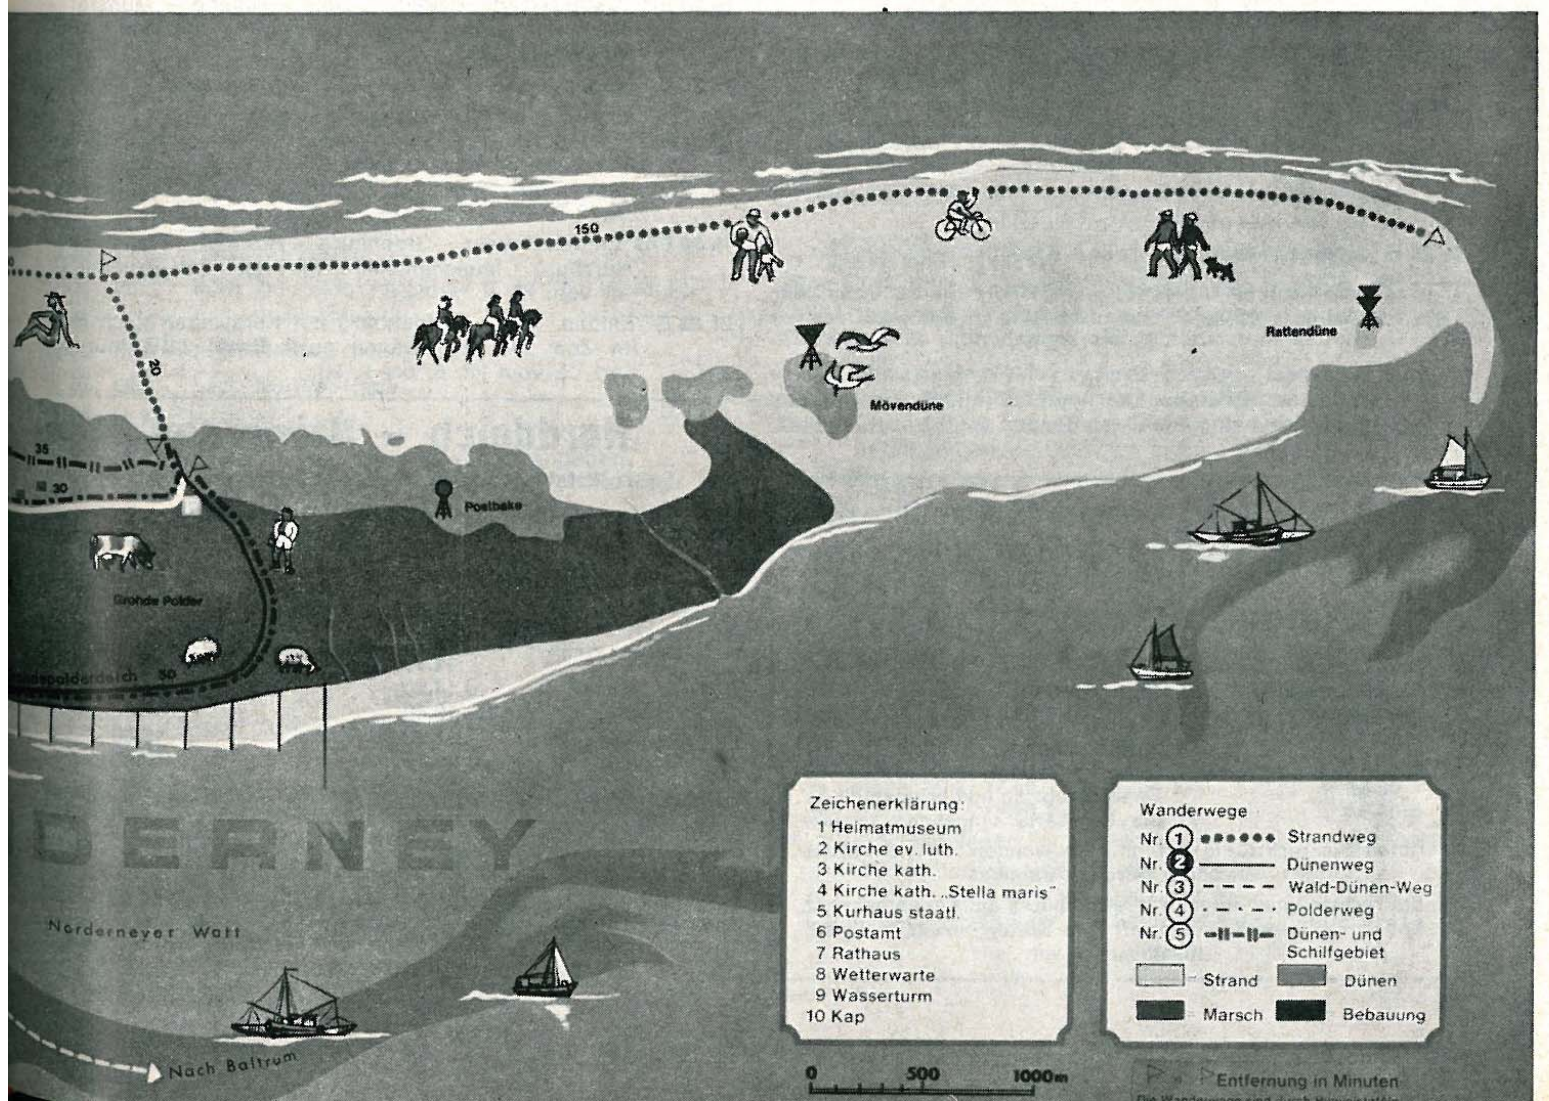 150
20
Rattendüne
Mövendüne
35
30
Postbake
Grohde Polder
30
DERNEY
Norderneyer Watt
Nach Baltrum
Zeichenerklärung:
1 Heimatmuseum
2 Kirche ev. luth.
3 Kirche kath.
4 Kirche kath. „Stella maris"
5 Kurhaus staatl.
6 Postamt
7 Rathaus
8 Wetterwarte
9 Wasserturm
10 Kap
0 500 1000m
Wanderwege
Nr. 1 Strandweg
Nr. 2 Dünenweg
Nr. 3 Wald-Dünen-Weg
Nr. 4 Polderweg
Nr. 5 Dünen- und
Schilfgebiet
Strand Dünen
Marsch Bebauung
Entfernung in Minuten